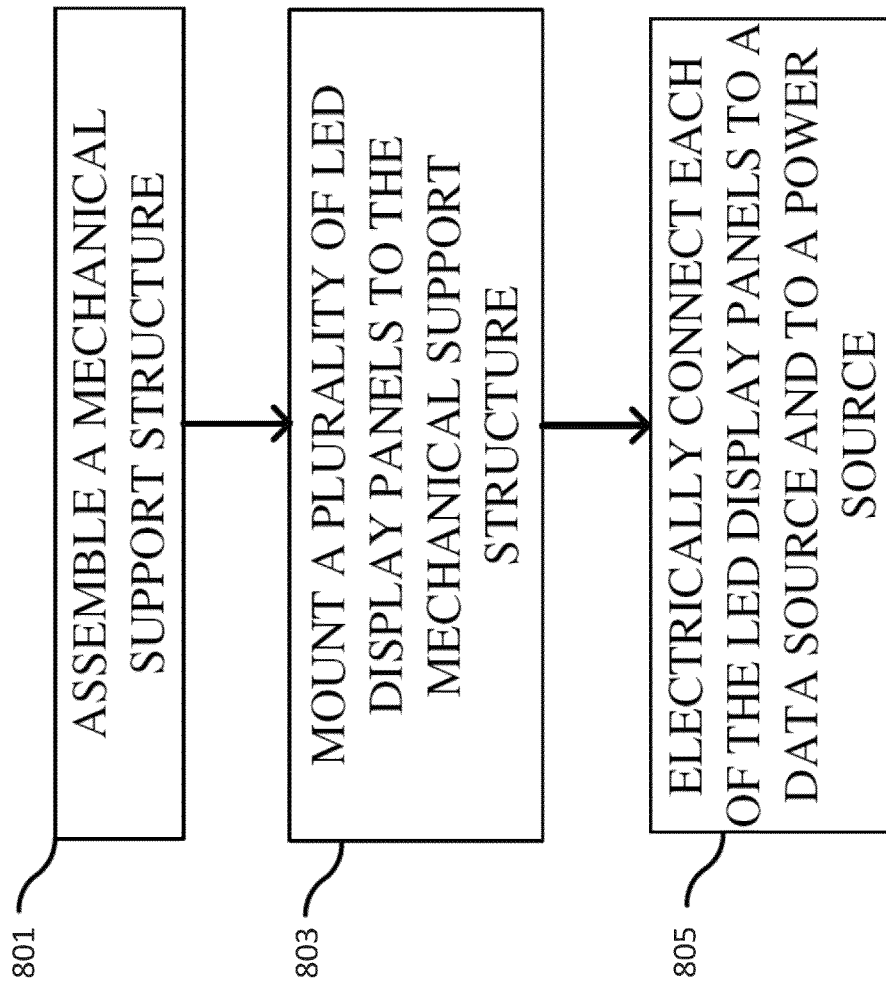 801
ASSEMBLE A MECHANICAL
SUPPORT STRUCTURE
803
MOUNT A PLURALITY OF LED
DISPLAY PANELS TO THE
MECHANICAL SUPPORT
STRUCTURE
805
ELECTRICALLY CONNECT EACH
OF THE LED DISPLAY PANELS TO A
DATA SOURCE AND TO A POWER
SOURCE